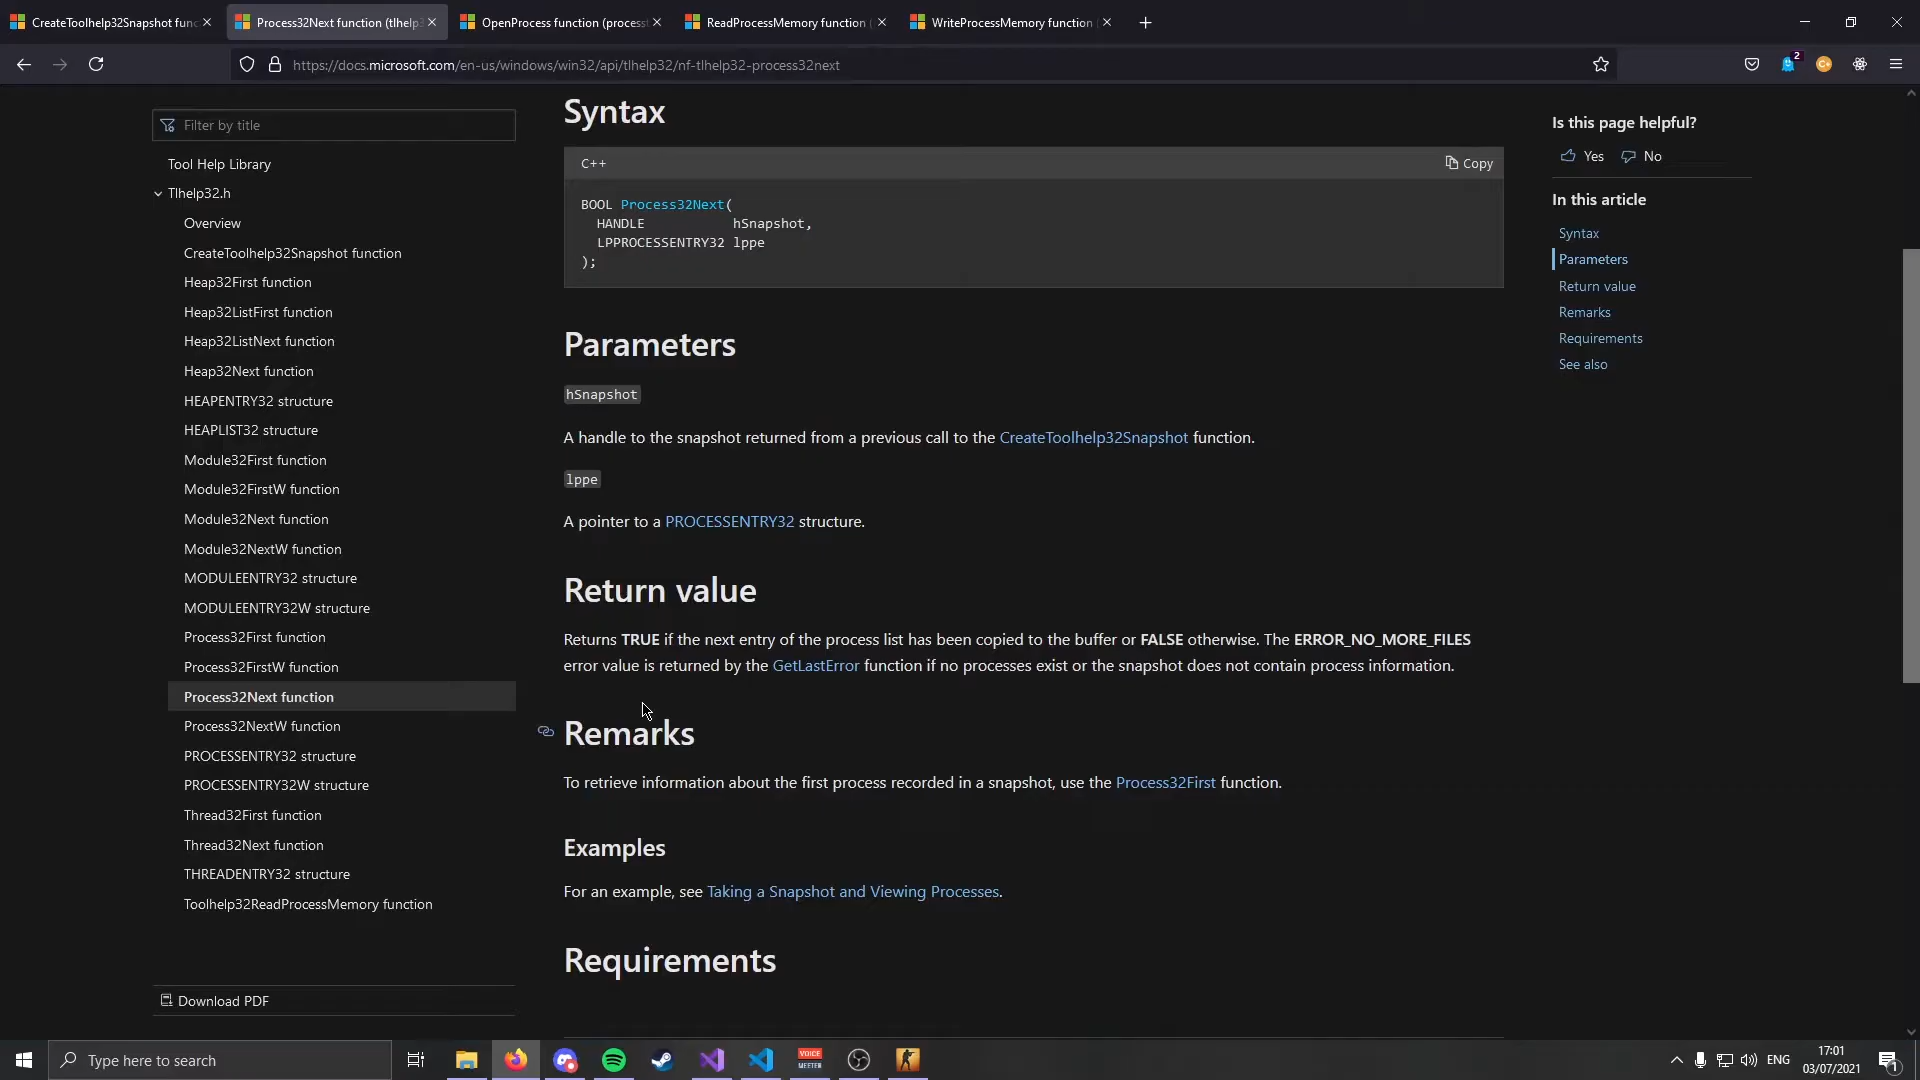 CreateToolhelp32Snapshot func
Process32Next function (tlhelp
OpenProcess function (process
ReadProcessMemory function (
WriteProcessMemory function
https://docs.microsoft.com/en-us/windows/win32/api/tlhelp32/nf-tlhelp32-process32next
2
Filter by title
Tool Help Library
Tlhelp32.h
Overview
CreateToolhelp32Snapshot function
Heap32First function
Heap32ListFirst function
Heap32ListNext function
Heap32Next function
HEAPENTRY32 structure
HEAPLIST32 structure
Module32First function
Module32FirstW function
Module32Next function
Module32NextW function
MODULEENTRY32 structure
MODULEENTRY32W structure
Process32First function
Process32FirstW function
Process32Next function
Process32NextW function
PROCESSENTRY32 structure
PROCESSENTRY32W structure
Thread32First function
Thread32Next function
THREADENTRY32 structure
Toolhelp32ReadProcessMemory function
Download PDF
Syntax
C++
Copy
BOOL Process32Next(
HANDLE hSnapshot,
LPPROCESSENTRY32 lppe
);
Parameters
hSnapshot
A handle to the snapshot returned from a previous call to the CreateToolhelp32Snapshot function.
lppe
A pointer to a PROCESSENTRY32 structure.
Return value
Returns TRUE if the next entry of the process list has been copied to the buffer or FALSE otherwise. The ERROR_NO_MORE_FILES
error value is returned by the GetLastError function if no processes exist or the snapshot does not contain process information.
Remarks
To retrieve information about the first process recorded in a snapshot, use the Process32First function.
Examples
For an example, see Taking a Snapshot and Viewing Processes.
Requirements
Is this page helpful?
Yes
No
In this article
Syntax
Parameters
Return value
Remarks
Requirements
See also
Type here to search
VOICE
MEETER
ENG
17:01
03/07/2021
1